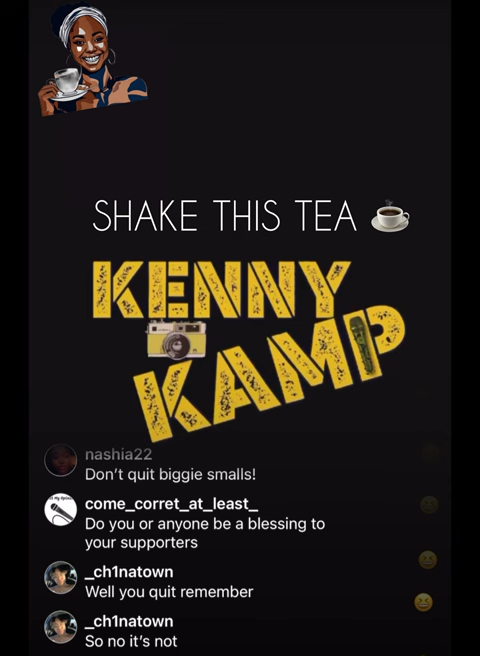 SHAKE THIS TEA ☕
KENNY
KAMP
nashia22
Don't quit biggie smalls!
come_corret_at_least_
Do you or anyone be a blessing to
your supporters
_ch1natown
Well you quit remember
_ch1natown
So no it's not